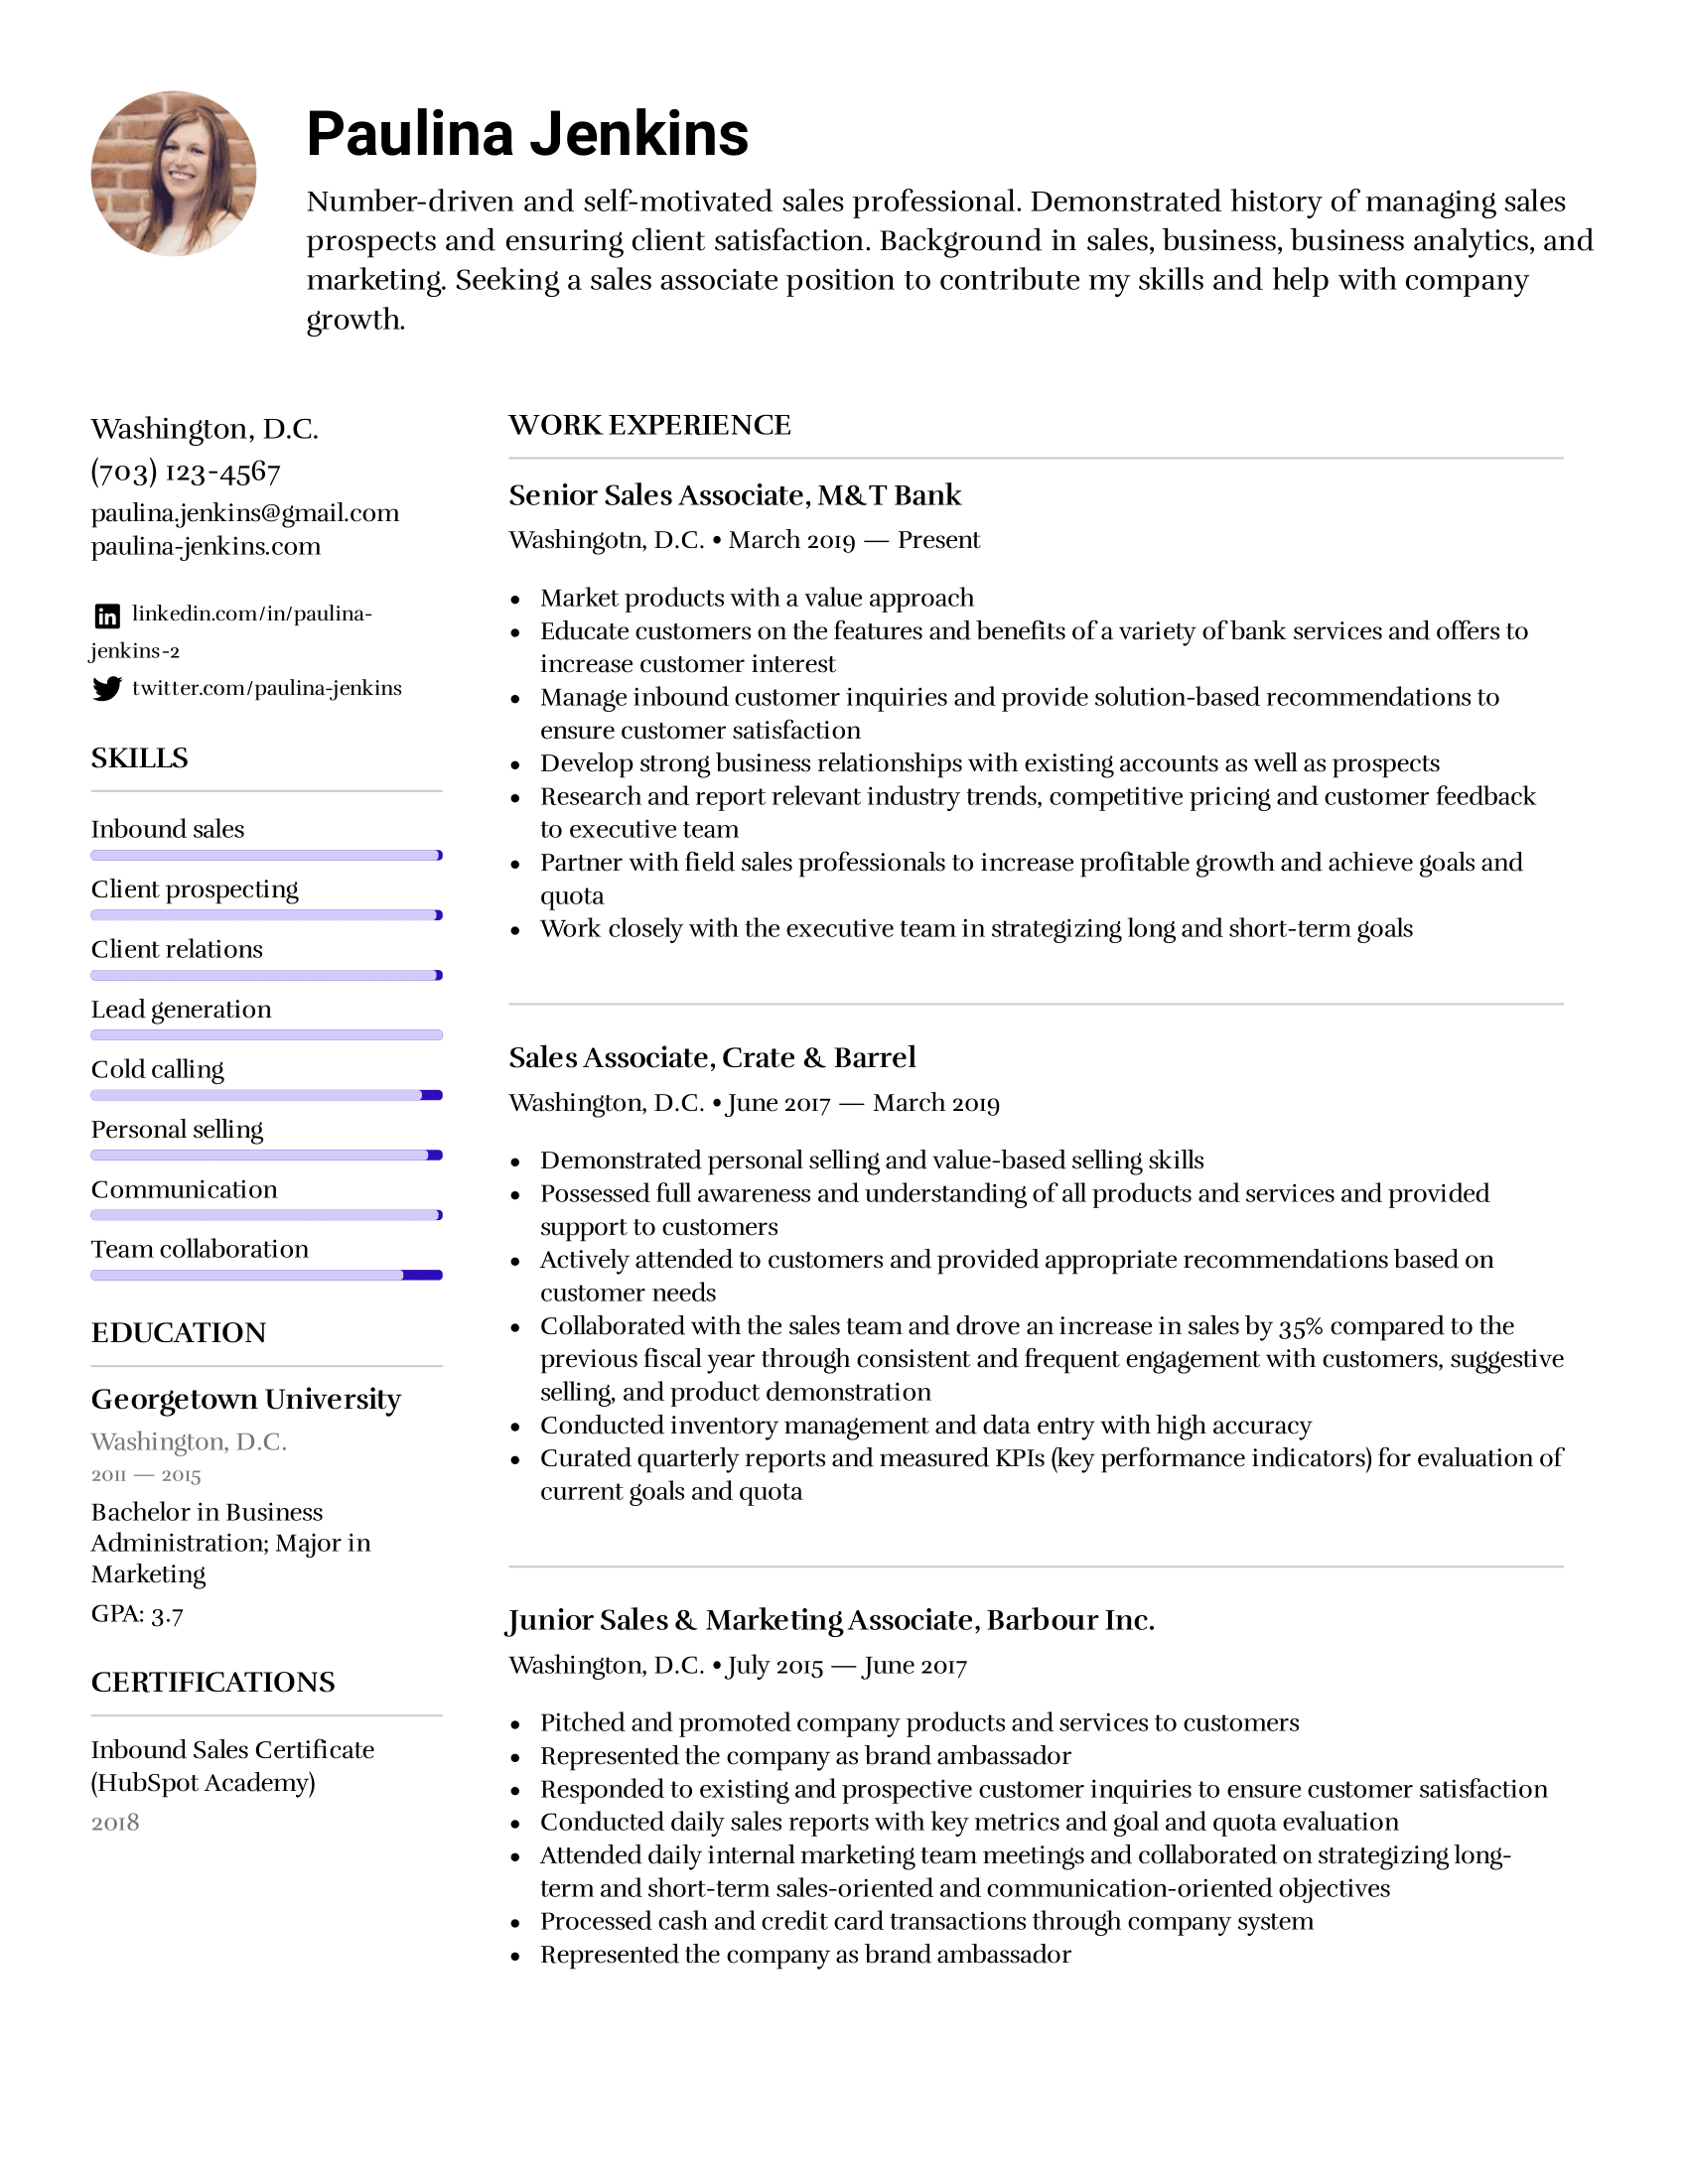 Paulina Jenkins
Number-driven and self-motivated sales professional. Demonstrated history of managing sales
prospects and ensuring client satisfaction. Background in sales, business, business analytics, and
marketing. Seeking a sales associate position to contribute my skills and help with company
growth.
Washington, D.C.
(703) 123-4567
paulina.jenkins@gmail.com
paulina-jenkins.com
linkedin.com/in/paulina-
jenkins-2
twitter.com/paulina-jenkins
SKILLS
Inbound sales
Client prospecting
Client relations
Lead generation
Cold calling
Personal selling
Communication
Team collaboration
EDUCATION
Georgetown University
Washington, D.C.
2011 — 2015
Bachelor in Business
Administration; Major in
Marketing
GPA: 3.7
CERTIFICATIONS
Inbound Sales Certificate
(HubSpot Academy)
2018
WORK EXPERIENCE
Senior Sales Associate, M&T Bank
Washingotn, D.C. • March 2019 — Present
• Market products with a value approach
• Educate customers on the features and benefits of a variety of bank services and offers to
increase customer interest
• Manage inbound customer inquiries and provide solution-based recommendations to
ensure customer satisfaction
• Develop strong business relationships with existing accounts as well as prospects
• Research and report relevant industry trends, competitive pricing and customer feedback
to executive team
• Partner with field sales professionals to increase profitable growth and achieve goals and
quota
• Work closely with the executive team in strategizing long and short-term goals
Sales Associate, Crate & Barrel
Washington, D.C. • June 2017 — March 2019
• Demonstrated personal selling and value-based selling skills
• Possessed full awareness and understanding of all products and services and provided
support to customers
• Actively attended to customers and provided appropriate recommendations based on
customer needs
• Collaborated with the sales team and drove an increase in sales by 35% compared to the
previous fiscal year through consistent and frequent engagement with customers, suggestive
selling, and product demonstration
• Conducted inventory management and data entry with high accuracy
• Curated quarterly reports and measured KPIs (key performance indicators) for evaluation of
current goals and quota
Junior Sales & Marketing Associate, Barbour Inc.
Washington, D.C. • July 2015 — June 2017
• Pitched and promoted company products and services to customers
• Represented the company as brand ambassador
• Responded to existing and prospective customer inquiries to ensure customer satisfaction
• Conducted daily sales reports with key metrics and goal and quota evaluation
• Attended daily internal marketing team meetings and collaborated on strategizing long-
term and short-term sales-oriented and communication-oriented objectives
• Processed cash and credit card transactions through company system
• Represented the company as brand ambassador